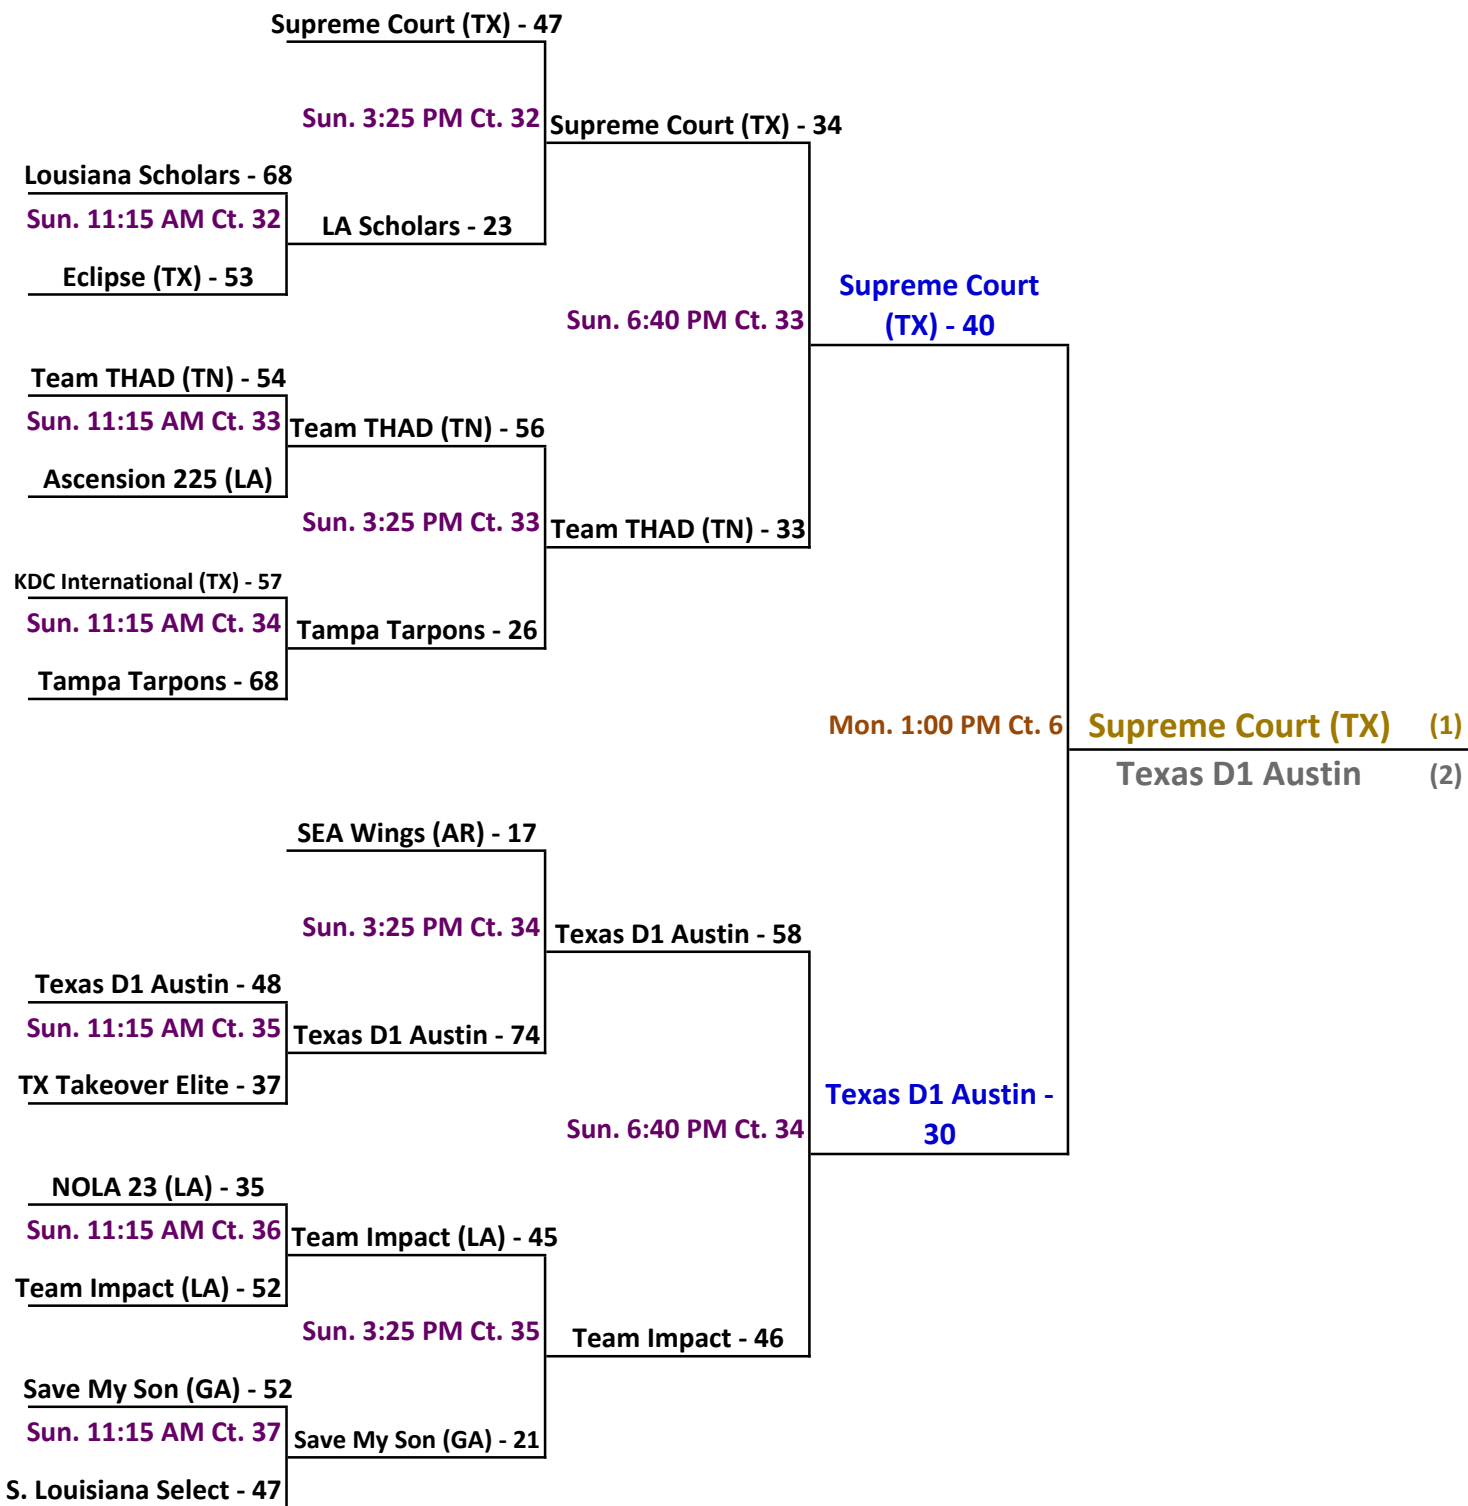 Supreme Court (TX) - 47
Sun. 3:25 PM Ct. 32
Supreme Court (TX) - 34
Lousiana Scholars - 68
Sun. 11:15 AM Ct. 32
LA Scholars - 23
Eclipse (TX) - 53
Supreme Court
(TX) - 40
Sun. 6:40 PM Ct. 33
Team THAD (TN) - 54
Sun. 11:15 AM Ct. 33
Team THAD (TN) - 56
Ascension 225 (LA)
Sun. 3:25 PM Ct. 33
Team THAD (TN) - 33
KDC International (TX) - 57
Sun. 11:15 AM Ct. 34
Tampa Tarpons - 26
Tampa Tarpons - 68
Mon. 1:00 PM Ct. 6
Supreme Court (TX) (1)
Texas D1 Austin (2)
SEA Wings (AR) - 17
Sun. 3:25 PM Ct. 34
Texas D1 Austin - 58
Texas D1 Austin - 48
Sun. 11:15 AM Ct. 35
Texas D1 Austin - 74
TX Takeover Elite - 37
Texas D1 Austin -
30
Sun. 6:40 PM Ct. 34
NOLA 23 (LA) - 35
Sun. 11:15 AM Ct. 36
Team Impact (LA) - 45
Team Impact (LA) - 52
Sun. 3:25 PM Ct. 35
Team Impact - 46
Save My Son (GA) - 52
Sun. 11:15 AM Ct. 37
Save My Son (GA) - 21
S. Louisiana Select - 47